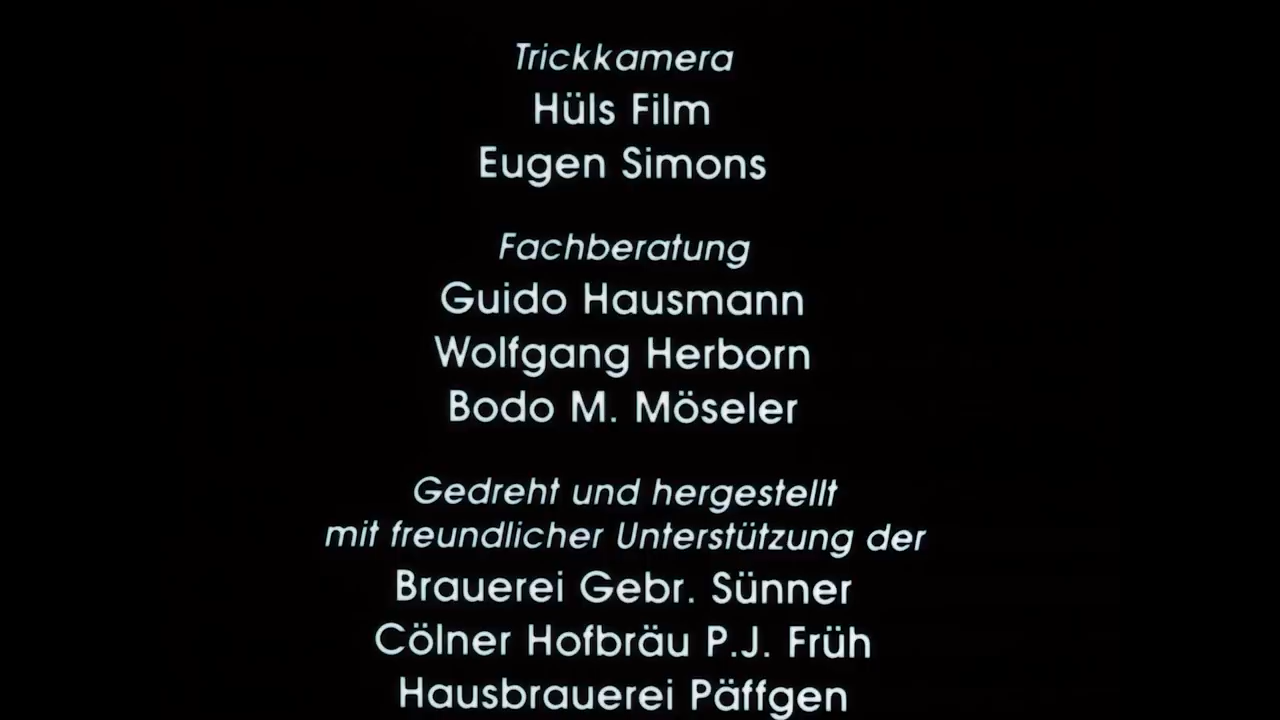 Trickkamera
Hüls Film
Eugen Simons
Fachberatung
Guido Hausmann
Wolfgang Herborn
Bodo M. Möseler
Gedreht und hergestellt
mit freundlicher Unterstützung der
Brauerei Gebr. Sünner
Cölner Hofbräu P.J. Früh
Hausbrauerei Päffgen